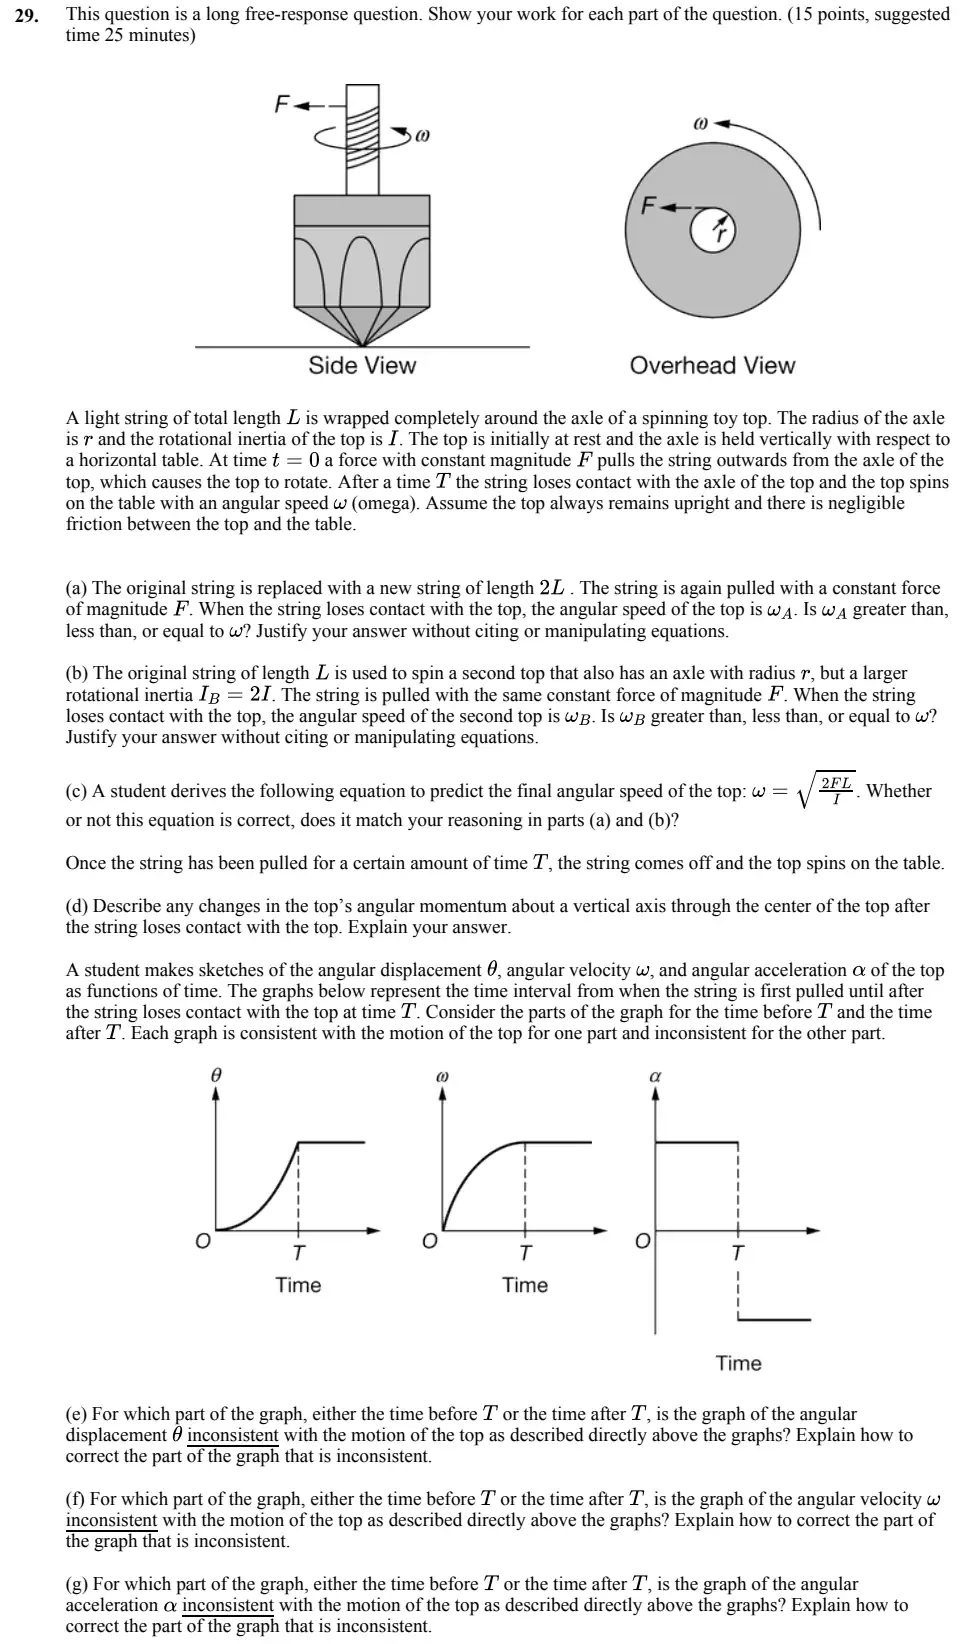 29. This question is a long free-response question. Show your work for each part of the question. (15 points, suggested
time 25 minutes)
F
ω
ω
F
r
Side View
Overhead View
A light string of total length L is wrapped completely around the axle of a spinning toy top. The radius of the axle
is r and the rotational inertia of the top is I. The top is initially at rest and the axle is held vertically with respect to
a horizontal table. At time t = 0 a force with constant magnitude F pulls the string outwards from the axle of the
top, which causes the top to rotate. After a time T the string loses contact with the axle of the top and the top spins
on the table with an angular speed ω (omega). Assume the top always remains upright and there is negligible
friction between the top and the table.
(a) The original string is replaced with a new string of length 2L . The string is again pulled with a constant force
of magnitude F. When the string loses contact with the top, the angular speed of the top is ω_A. Is ω_A greater than,
less than, or equal to ω? Justify your answer without citing or manipulating equations.
(b) The original string of length L is used to spin a second top that also has an axle with radius r, but a larger
rotational inertia I_B = 2I. The string is pulled with the same constant force of magnitude F. When the string
loses contact with the top, the angular speed of the second top is ω_B. Is ω_B greater than, less than, or equal to ω?
Justify your answer without citing or manipulating equations.
(c) A student derives the following equation to predict the final angular speed of the top: ω = √(2FL/I). Whether
or not this equation is correct, does it match your reasoning in parts (a) and (b)?
Once the string has been pulled for a certain amount of time T, the string comes off and the top spins on the table.
(d) Describe any changes in the top's angular momentum about a vertical axis through the center of the top after
the string loses contact with the top. Explain your answer.
A student makes sketches of the angular displacement θ, angular velocity ω, and angular acceleration α of the top
as functions of time. The graphs below represent the time interval from when the string is first pulled until after
the string loses contact with the top at time T. Consider the parts of the graph for the time before T and the time
after T. Each graph is consistent with the motion of the top for one part and inconsistent for the other part.
θ
ω
α
O
T
O
T
O
T
Time
Time
Time
(e) For which part of the graph, either the time before T or the time after T, is the graph of the angular
displacement θ inconsistent with the motion of the top as described directly above the graphs? Explain how to
correct the part of the graph that is inconsistent.
(f) For which part of the graph, either the time before T or the time after T, is the graph of the angular velocity ω
inconsistent with the motion of the top as described directly above the graphs? Explain how to correct the part of
the graph that is inconsistent.
(g) For which part of the graph, either the time before T or the time after T, is the graph of the angular
acceleration α inconsistent with the motion of the top as described directly above the graphs? Explain how to
correct the part of the graph that is inconsistent.